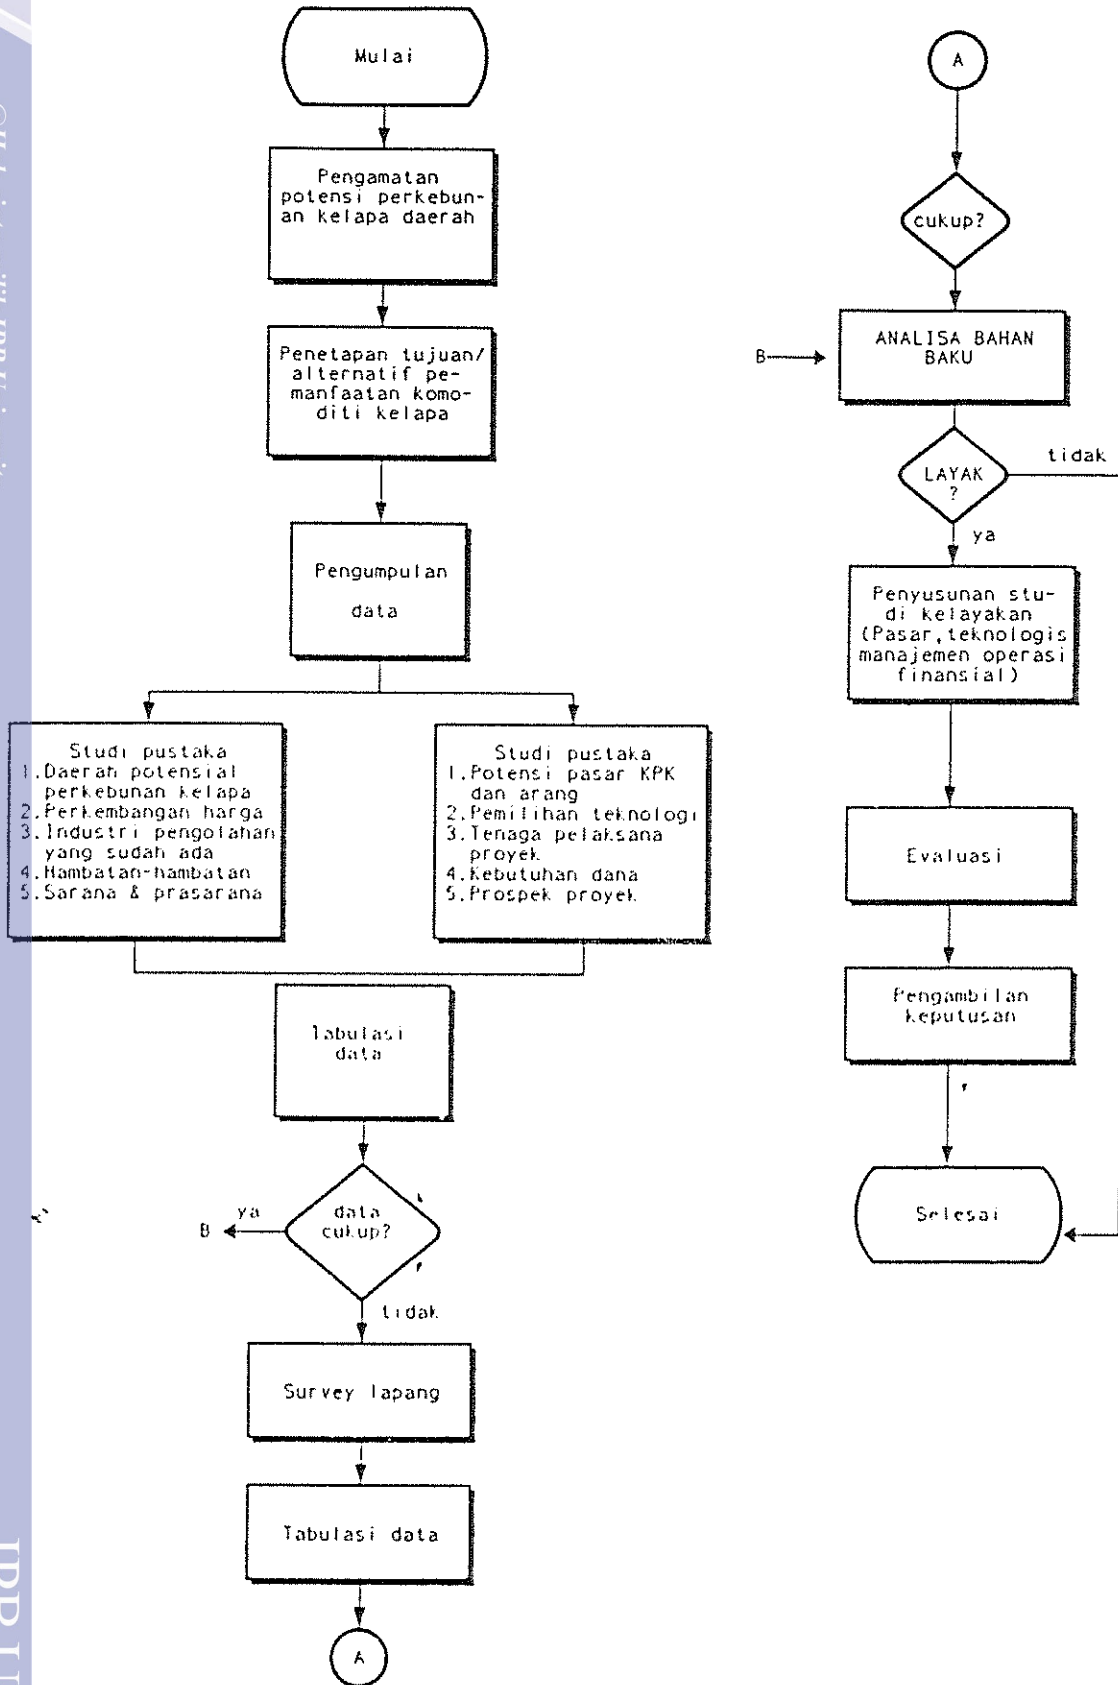 Mulai
Pengamatan
potensi perkebun-
an kelapa daerah
Penetapan tujuan/
alternatif pe-
manfaatan komo-
diti kelapa
Pengumpulan
data
Studi pustaka
1.Daerah potensial
perkebunan kelapa
2.Perkembangan harga
3.Industri pengolahan
yang sudah ada
4.Hambatan-hambatan
5.Sarana & prasarana
Studi pustaka
1.Potensi pasar KPK
dan arang
2.Pemilihan teknologi
3.Tenaga pelaksana
proyek
4.Kebutuhan dana
5.Prospek proyek
Tabulasi
data
data
cukup?
ya
B
tidak
Survey lapang
Tabulasi data
A
A
cukup?
B
ANALISA BAHAN
BAKU
LAYAK
?
tidak
ya
Penyusunan stu-
di kelayakan
(Pasar,teknologis
manajemen operasi
finansial)
Evaluasi
Pengambilan
keputusan
Selesai